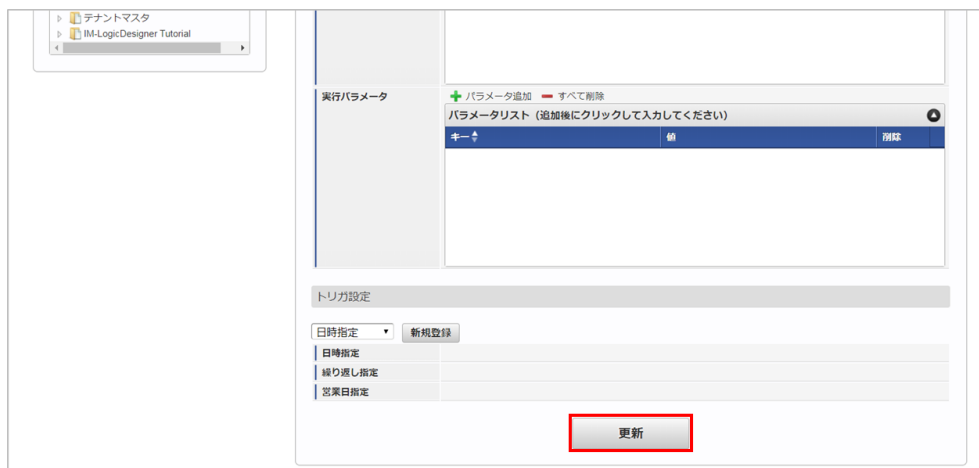 テナントマスタ
IM-LogicDesigner Tutorial
実行パラメータ
パラメータ追加 すべて削除
パラメータリスト（追加後にクリックして入力してください）
キー 値 削除
トリガ設定
日時指定 新規登録
日時指定
繰り返し指定
営業日指定
更新